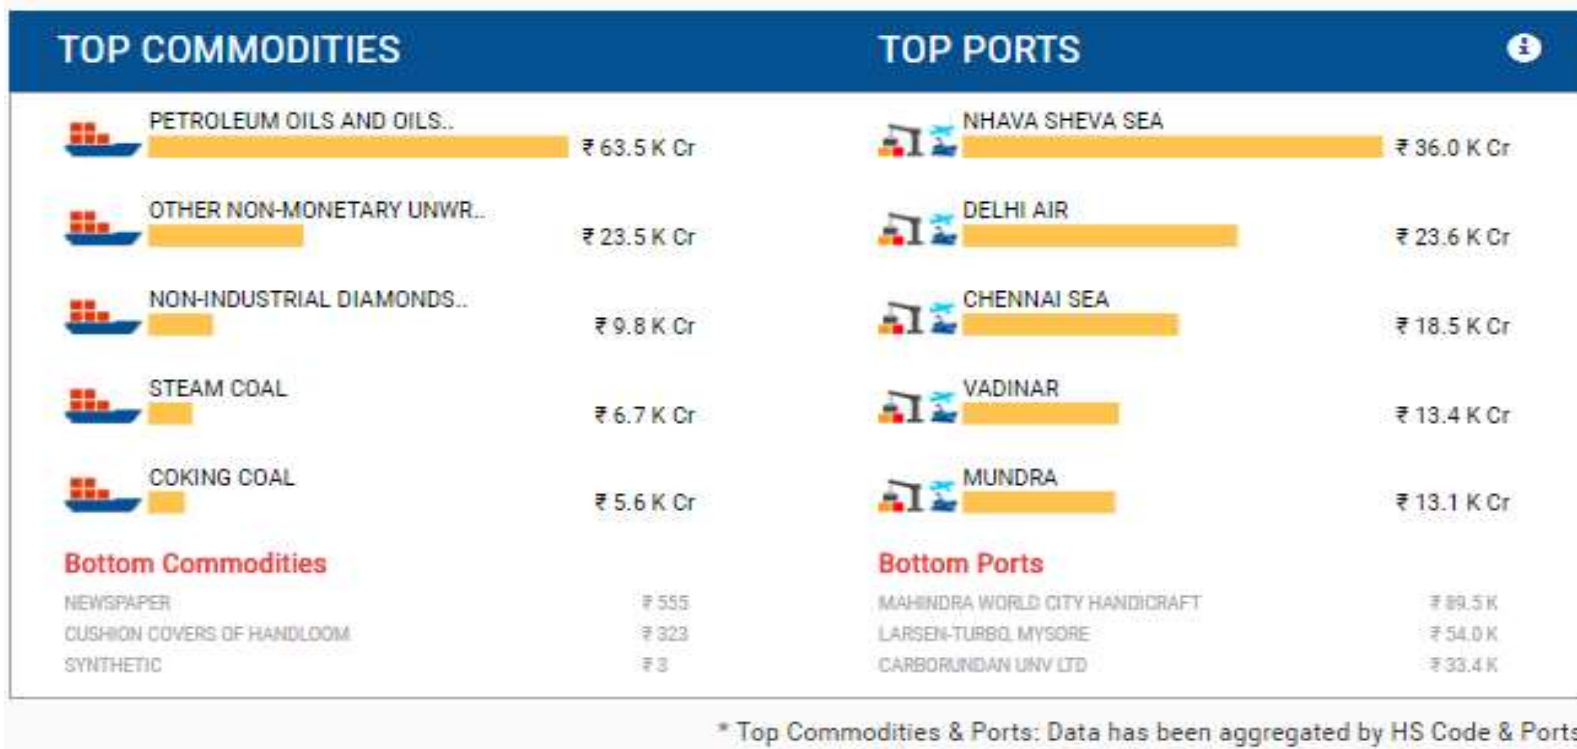 TOP COMMODITIES
PETROLEUM OILS AND OILS..
₹ 63.5 K Cr
OTHER NON-MONETARY UNWR..
₹ 23.5 K Cr
NON-INDUSTRIAL DIAMONDS..
₹ 9.8 K Cr
STEAM COAL
₹ 6.7 K Cr
COKING COAL
₹ 5.6 K Cr
Bottom Commodities
NEWSPAPER ₹ 555
CUSHION COVERS OF HANDLOOM ₹ 323
SYNTHETIC ₹ 3
TOP PORTS
NHAVA SHEVA SEA
₹ 36.0 K Cr
DELHI AIR
₹ 23.6 K Cr
CHENNAI SEA
₹ 18.5 K Cr
VADINAR
₹ 13.4 K Cr
MUNDRA
₹ 13.1 K Cr
Bottom Ports
MAHINDRA WORLD CITY HANDICRAFT ₹ 89.5 K
LARSEN-TURBO, MYSORE ₹ 54.0 K
CARBORUNDAN UNV LTD ₹ 33.4 K
* Top Commodities & Ports: Data has been aggregated by HS Code & Ports